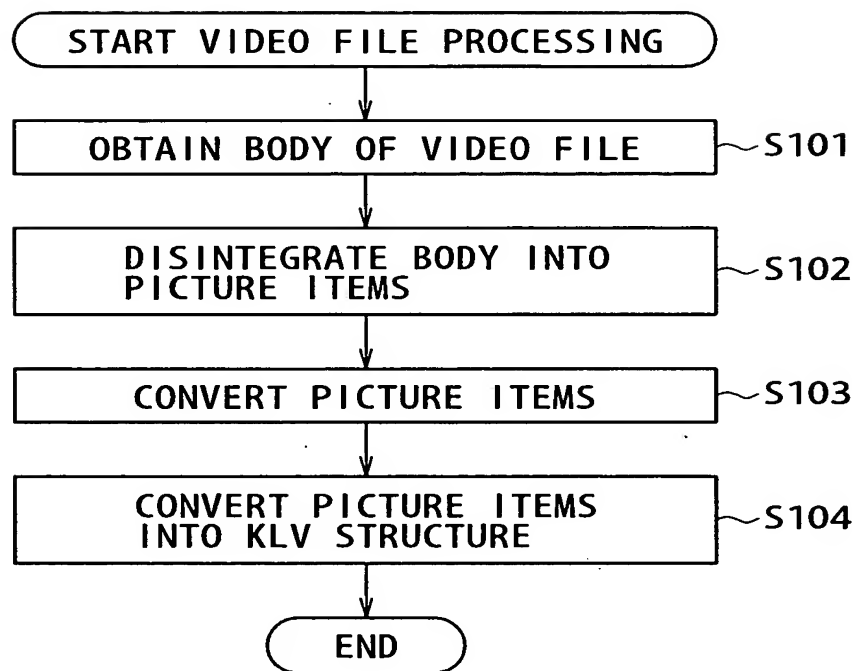 START VIDEO FILE PROCESSING
OBTAIN BODY OF VIDEO FILE
S101
DISINTEGRATE BODY INTO
PICTURE ITEMS
S102
CONVERT PICTURE ITEMS
S103
CONVERT PICTURE ITEMS
INTO KLV STRUCTURE
S104
END